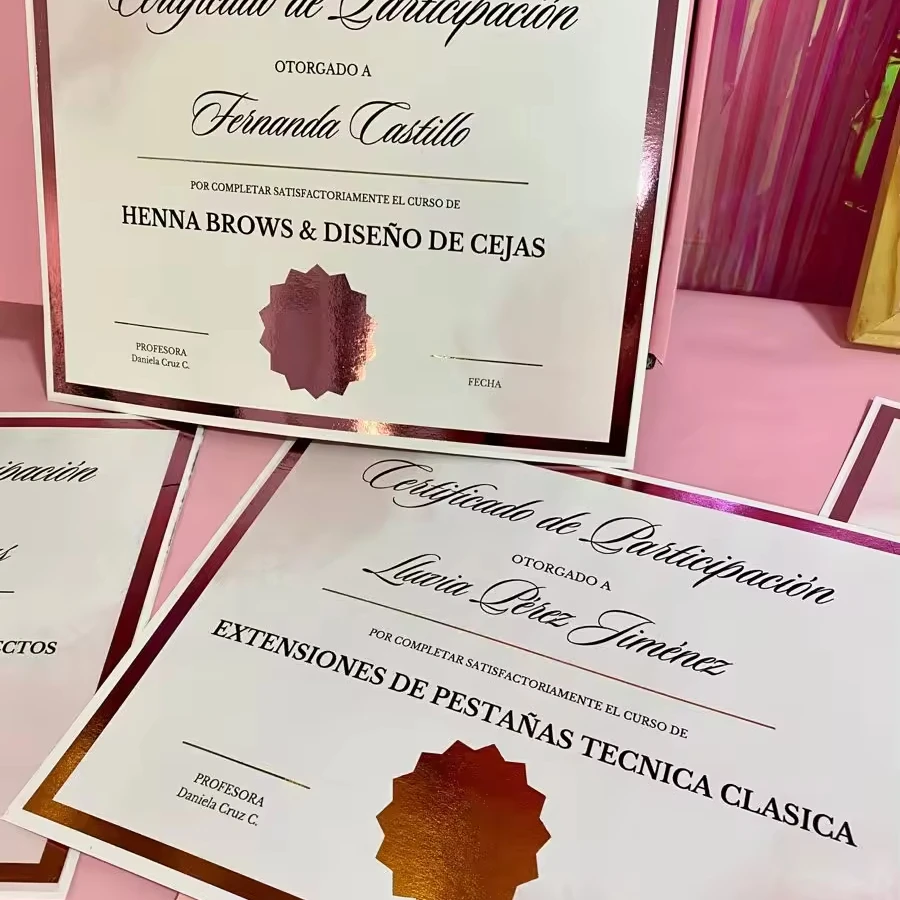 Certificado de Participación
OTORGADO A
Fernanda Castillo
POR COMPLETAR SATISFACTORIAMENTE EL CURSO DE
HENNA BROWS & DISEÑO DE CEJAS
PROFESORA
Daniela Cruz C.
FECHA
Certificado de Participación
OTORGADO A
Lluvia Pérez Jiménez
POR COMPLETAR SATISFACTORIAMENTE EL CURSO DE
EXTENSIONES DE PESTAÑAS TECNICA CLASICA
PROFESORA
Daniela Cruz C.